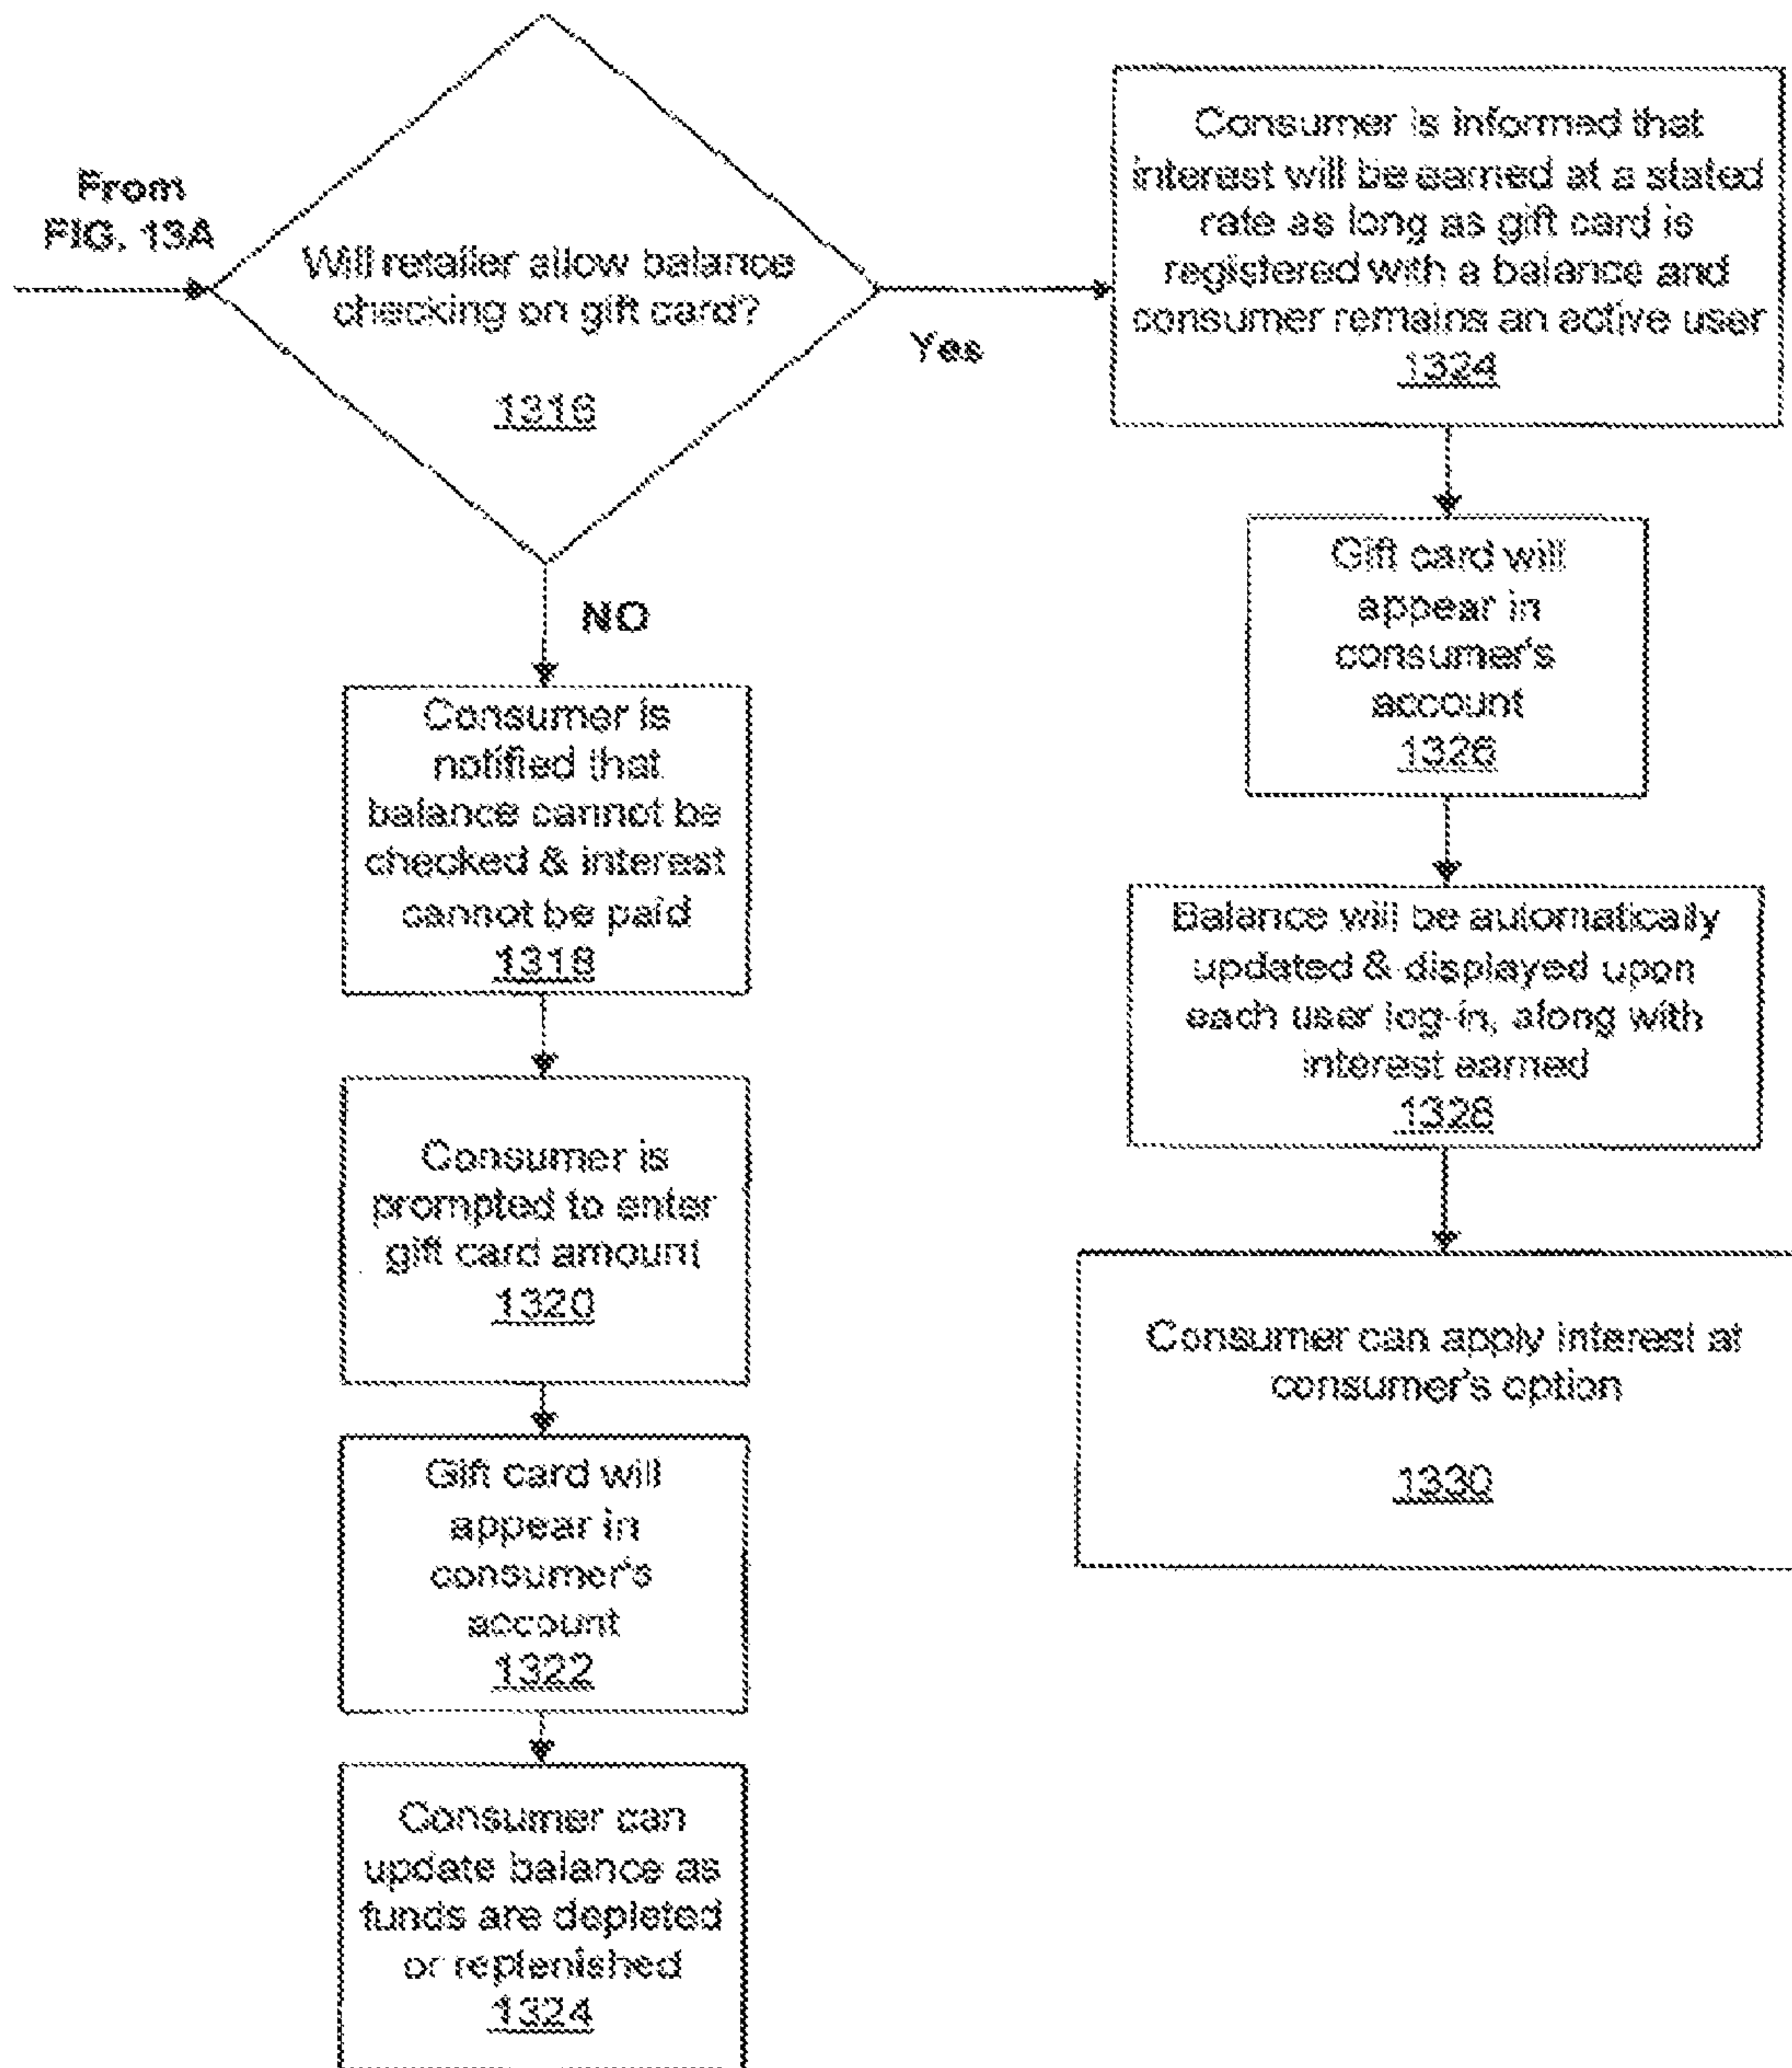 From
FIG. 13A
Will retailer allow balance
checking on gift card?
1316
Yes
NO
Consumer is
notified that
balance cannot be
checked & interest
cannot be paid
1318
Consumer is
prompted to enter
gift card amount
1320
Gift card will
appear in
consumer's
account
1322
Consumer can
update balance as
funds are depleted
or replenished
1324
Consumer is informed that
interest will be earned at a stated
rate as long as gift card is
registered with a balance and
consumer remains an active user
1324
Gift card will
appear in
consumer's
account
1326
Balance will be automatically
updated & displayed upon
each user log-in, along with
interest earned
1328
Consumer can apply interest at
consumer's option
1330